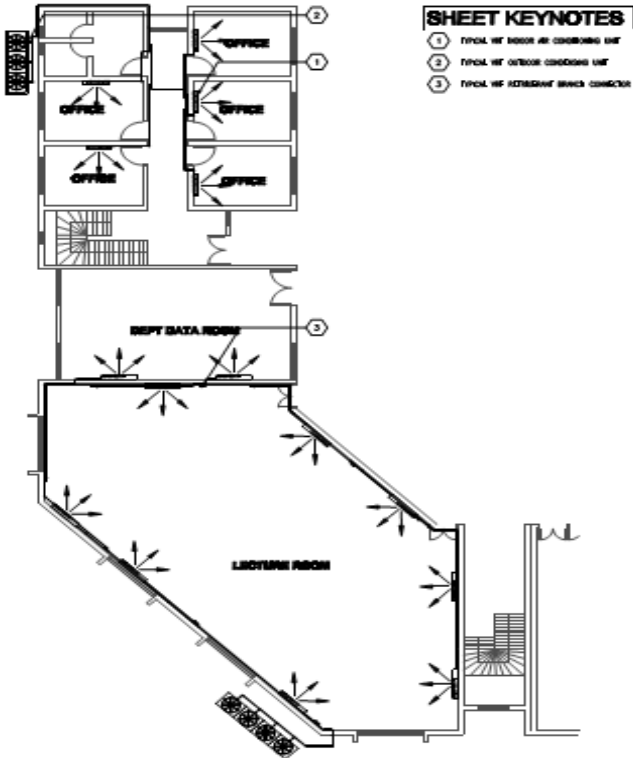 SHEET KEYNOTES
1 TYPICAL VRF INDOOR AIR CONDITIONING UNIT
2 TYPICAL VRF OUTDOOR CONDENSING UNIT
3 TYPICAL VRF REFRIGERANT BRANCH CONNECTOR
2
OFFICE
1
OFFICE
OFFICE
OFFICE
OFFICE
DEPT DATA ROOM
3
LECTURE ROOM